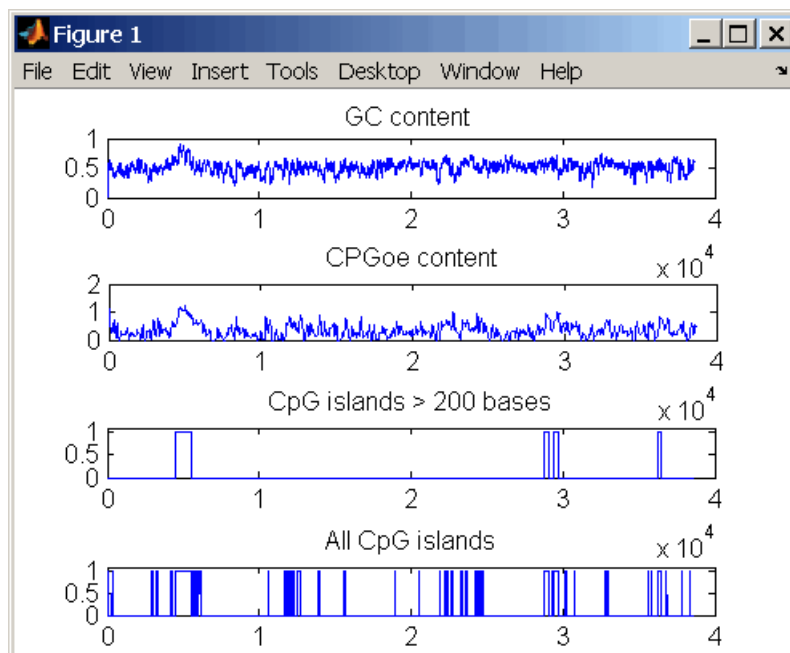 Figure 1
File Edit View Insert Tools Desktop Window Help
GC content
1
0.5
0
0 1 2 3 4
x 10^4
CPGoe content
2
1
0
0 1 2 3 4
x 10^4
CpG islands > 200 bases
1
0.5
0
0 1 2 3 4
x 10^4
All CpG islands
1
0.5
0
0 1 2 3 4